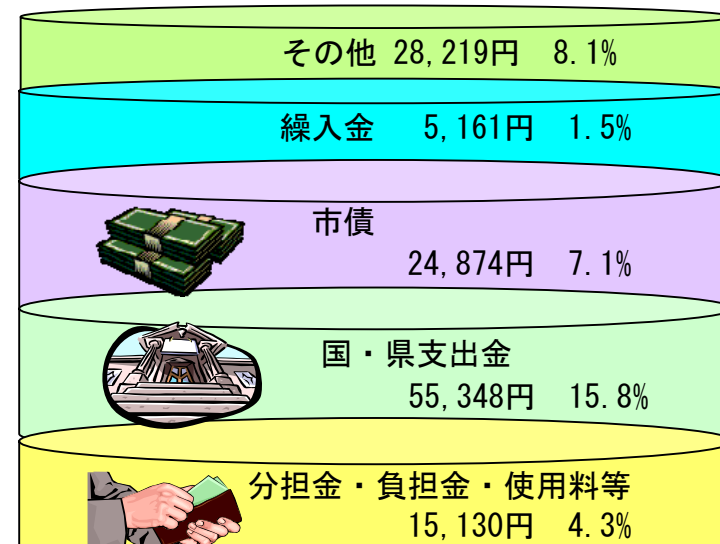 その他 28,219円 8.1%
繰入金 5,161円 1.5%
市債
24,874円 7.1%
国・県支出金
55,348円 15.8%
分担金・負担金・使用料等
15,130円 4.3%